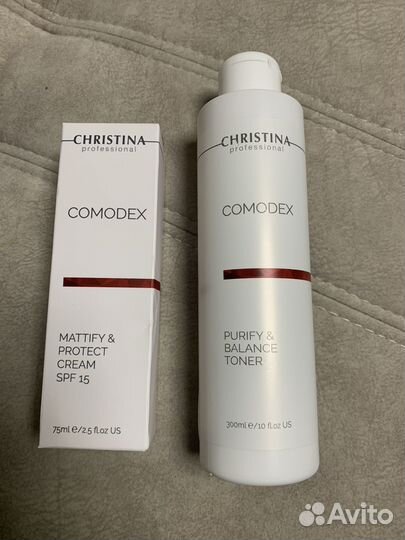 CHRISTINA
professional
COMODEX
MATTIFY &
PROTECT
CREAM
SPF 15
75ml e/2.5 fl.oz US
CHRISTINA
professional
COMODEX
PURIFY &
BALANCE
TONER
300ml e/10 fl.oz US
Avito